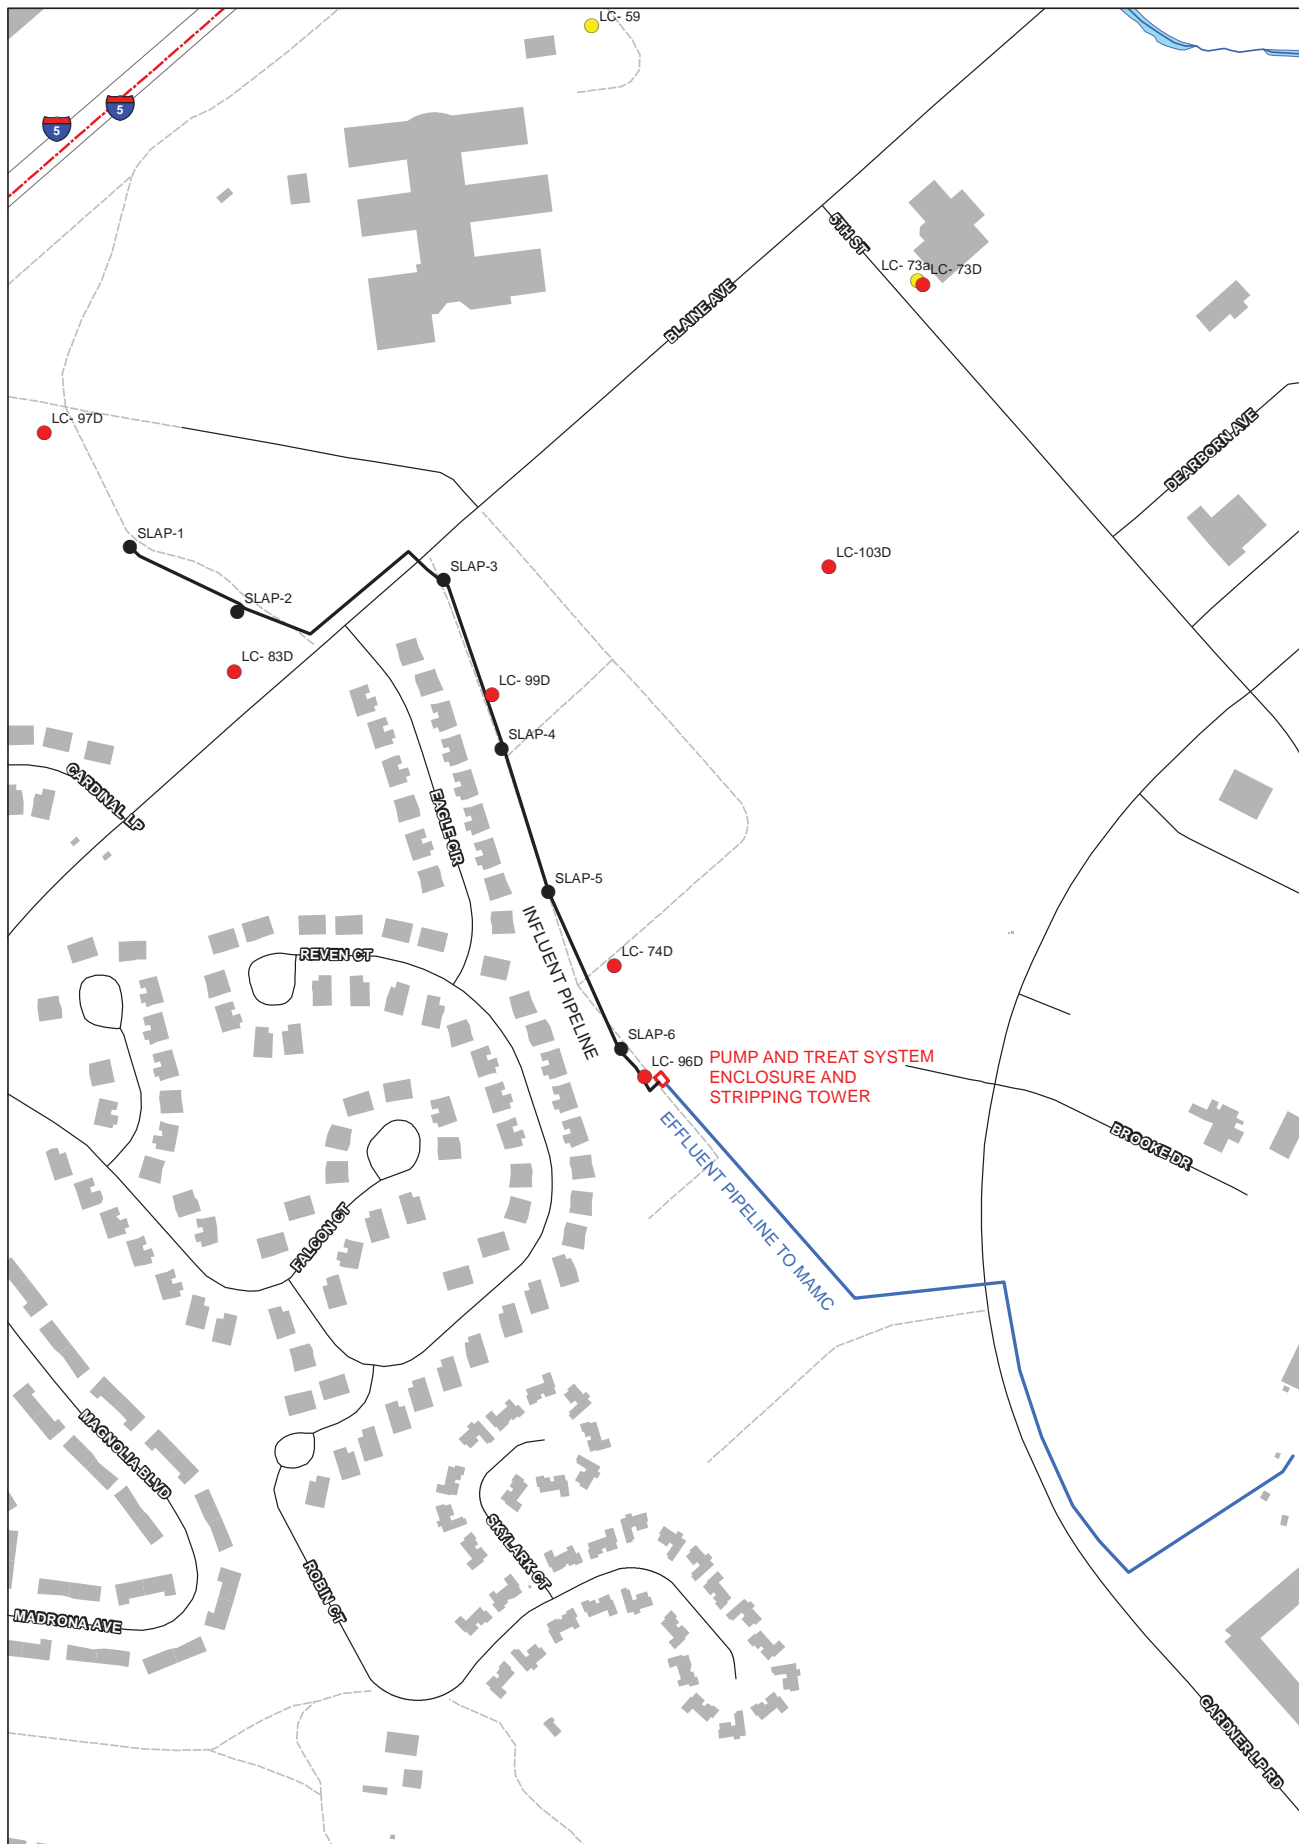 LC- 59
5
5
5TH ST
LC- 73a
LC- 73D
BLAINE AVE
LC- 97D
DEARBORN AVE
SLAP-1
SLAP-3
LC-103D
SLAP-2
LC- 83D
LC- 99D
SLAP-4
CARDINAL LP
EAGLE CIR
SLAP-5
INFLUENT PIPELINE
REVEN CT
LC- 74D
SLAP-6
LC- 96D
PUMP AND TREAT SYSTEM
ENCLOSURE AND
STRIPPING TOWER
EFFLUENT PIPELINE TO MAMC
BROOKE DR
FALCON CT
MAGNOLIA BLVD
SKYLARK CT
ROBIN CT
MADRONA AVE
GARDNER LP RD